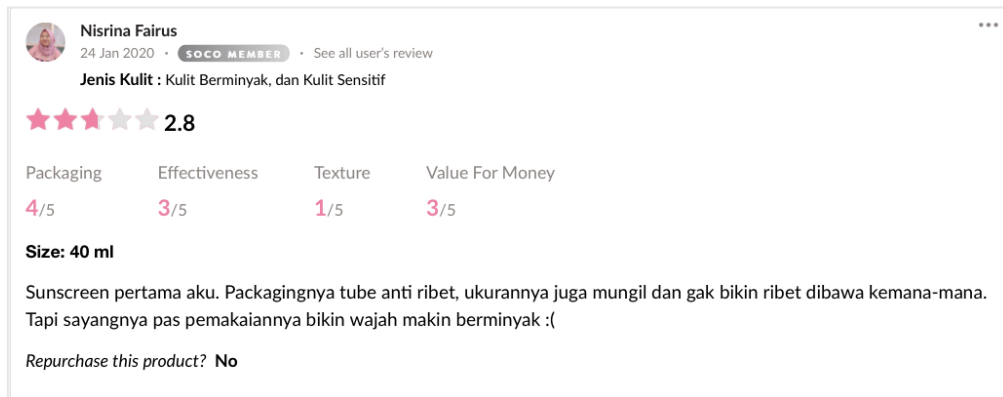 Nisrina Fairus
24 Jan 2020 · SOCO MEMBER · See all user's review
Jenis Kulit : Kulit Berminyak, dan Kulit Sensitif
2.8
Packaging Effectiveness Texture Value For Money
4/5 3/5 1/5 3/5
Size: 40 ml
Sunscreen pertama aku. Packagingnya tube anti ribet, ukurannya juga mungil dan gak bikin ribet dibawa kemana-mana.
Tapi sayangnya pas pemakaiannya bikin wajah makin berminyak :(
Repurchase this product? No